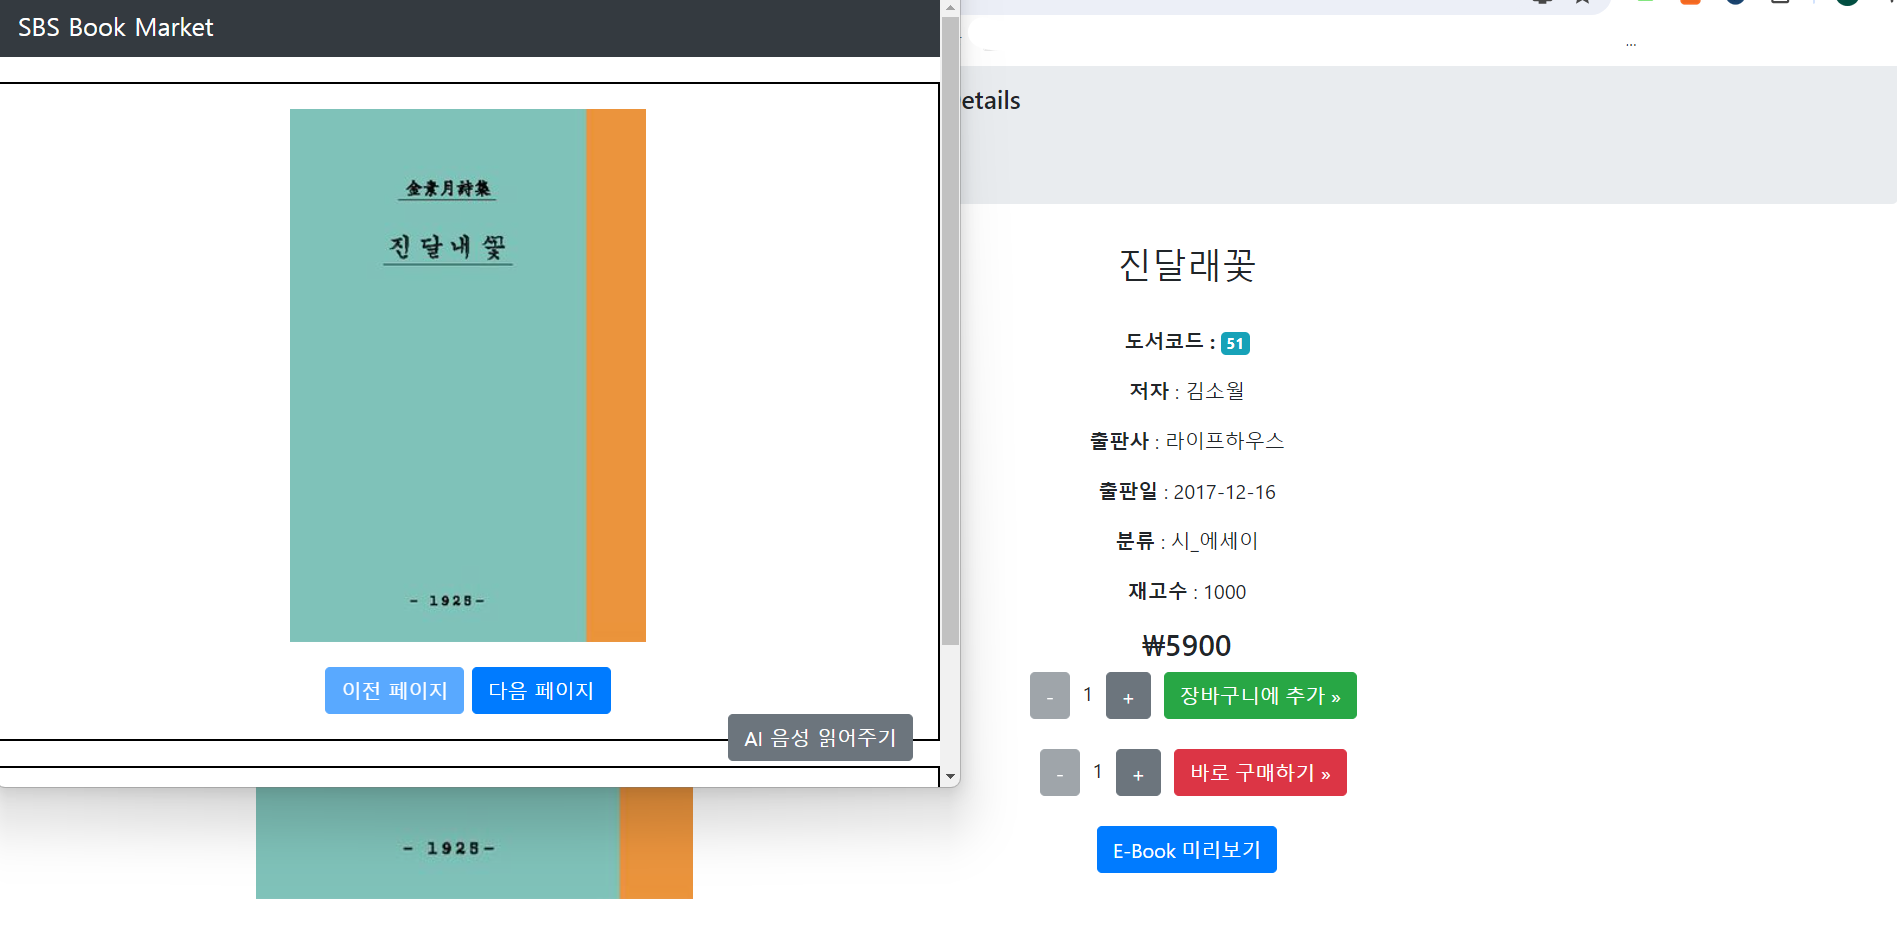 SBS Book Market
金素月詩集
진달내꽃
- 1925-
이전 페이지
다음 페이지
AI 음성 읽어주기
- 1925-
...
etails
진달래꽃
도서코드 : 51
저자 : 김소월
출판사 : 라이프하우스
출판일 : 2017-12-16
분류 : 시_에세이
재고수 : 1000
₩5900
- 1 + 장바구니에 추가 »
- 1 + 바로 구매하기 »
E-Book 미리보기